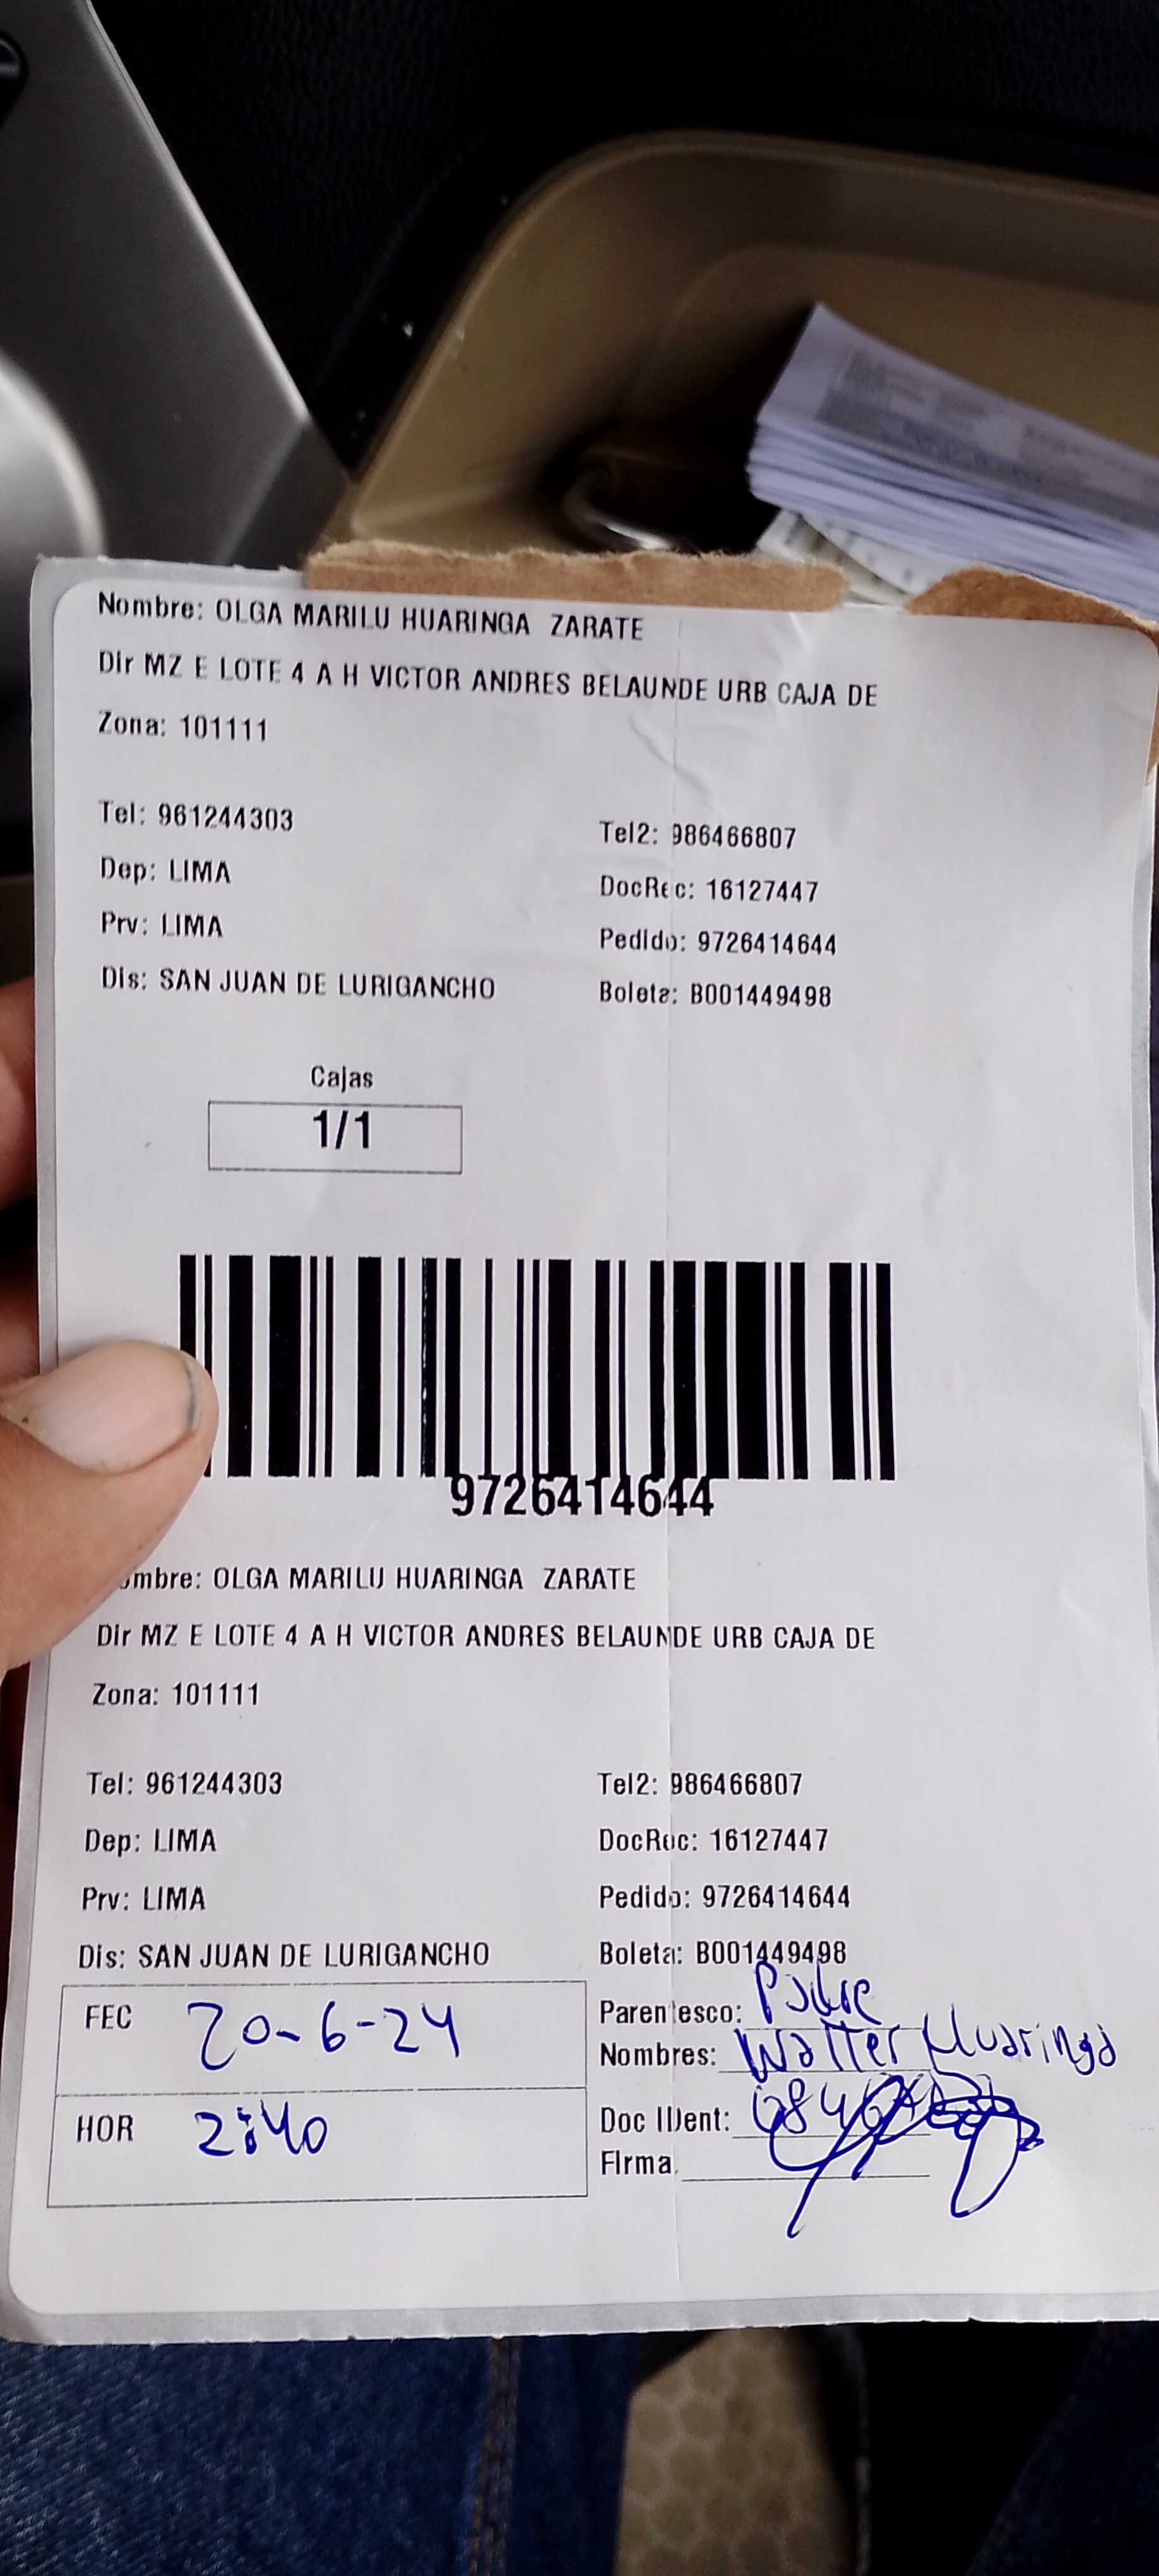 Nombre: OLGA MARILU HUARINGA ZARATE
Dir MZ E LOTE 4 A H VICTOR ANDRES BELAUNDE URB CAJA DE
Zona: 101111
Tel: 961244303
Tel2: 986466807
Dep: LIMA
DocRec: 16127447
Prv: LIMA
Pedido: 9726414644
Dis: SAN JUAN DE LURIGANCHO
Boleta: B001449498
Cajas
1/1
9726414644
ombre: OLGA MARILU HUARINGA ZARATE
Dir MZ E LOTE 4 A H VICTOR ANDRES BELAUNDE URB CAJA DE
Zona: 101111
Tel: 961244303
Tel2: 986466807
Dep: LIMA
DocRec: 16127447
Prv: LIMA
Pedido: 9726414644
Dis: SAN JUAN DE LURIGANCHO
Boleta: B001449498
FEC 20-6-24
Parentesco: Padre
Nombres: Walter Huaringa
HOR 2:40
Doc IDent:
Firma